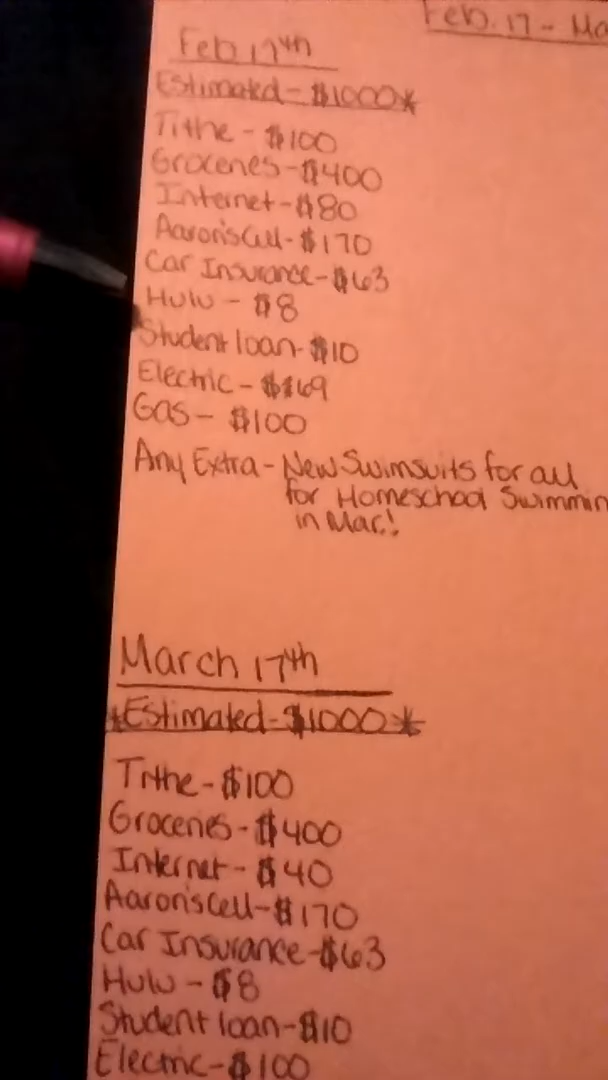 Feb. 17 - Ma
Feb 17th
Estimated - $1000*
Tithe - $100
Groceries - $400
Internet - $80
Aaron's Cell - $170
Car Insurance - $63
Hulu - $8
Student loan - $10
Electric - $69
Gas - $100
Any Extra - New Swimsuits for all
for Homeschool Swimmin
in Mar.!
March 17th
*Estimated - $1000*
Tithe - $100
Groceries - $400
Internet - $40
Aaron's Cell - $170
Car Insurance - $63
Hulu - $8
Student loan - $10
Electric - $100